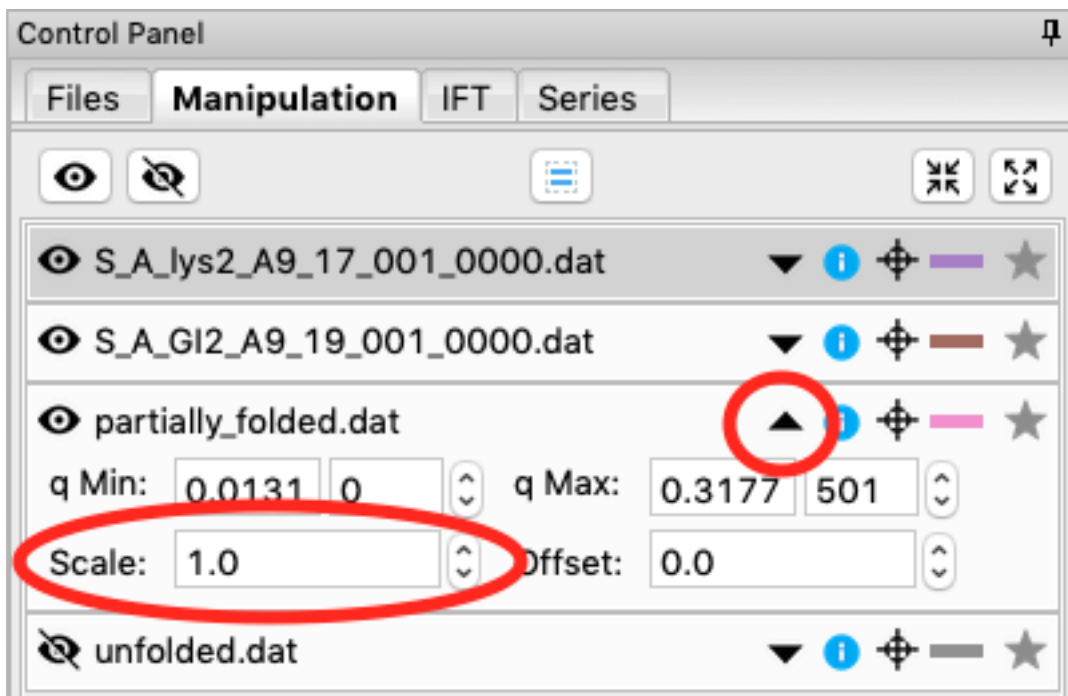 Control Panel
Files Manipulation IFT Series
S_A_lys2_A9_17_001_0000.dat
S_A_GI2_A9_19_001_0000.dat
partially_folded.dat
q Min: 0.0131 0 q Max: 0.3177 501
Scale: 1.0 Offset: 0.0
unfolded.dat